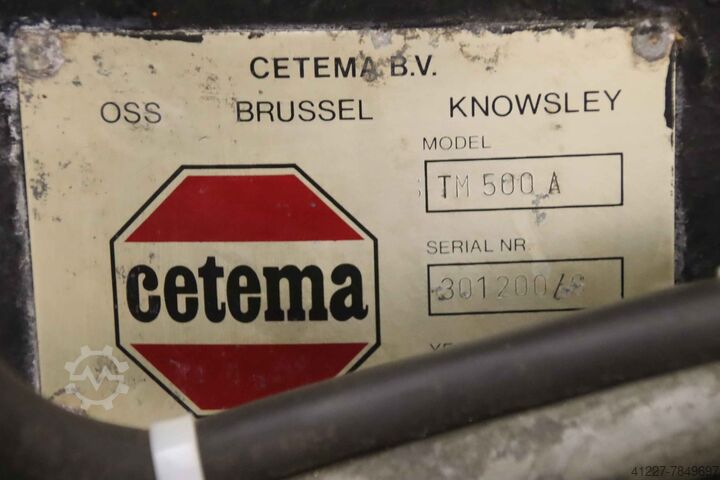 CETEMA B.V.
OSS BRUSSEL KNOWSLEY
MODEL
TM 500 A
SERIAL NR
cetema
41227-7849697